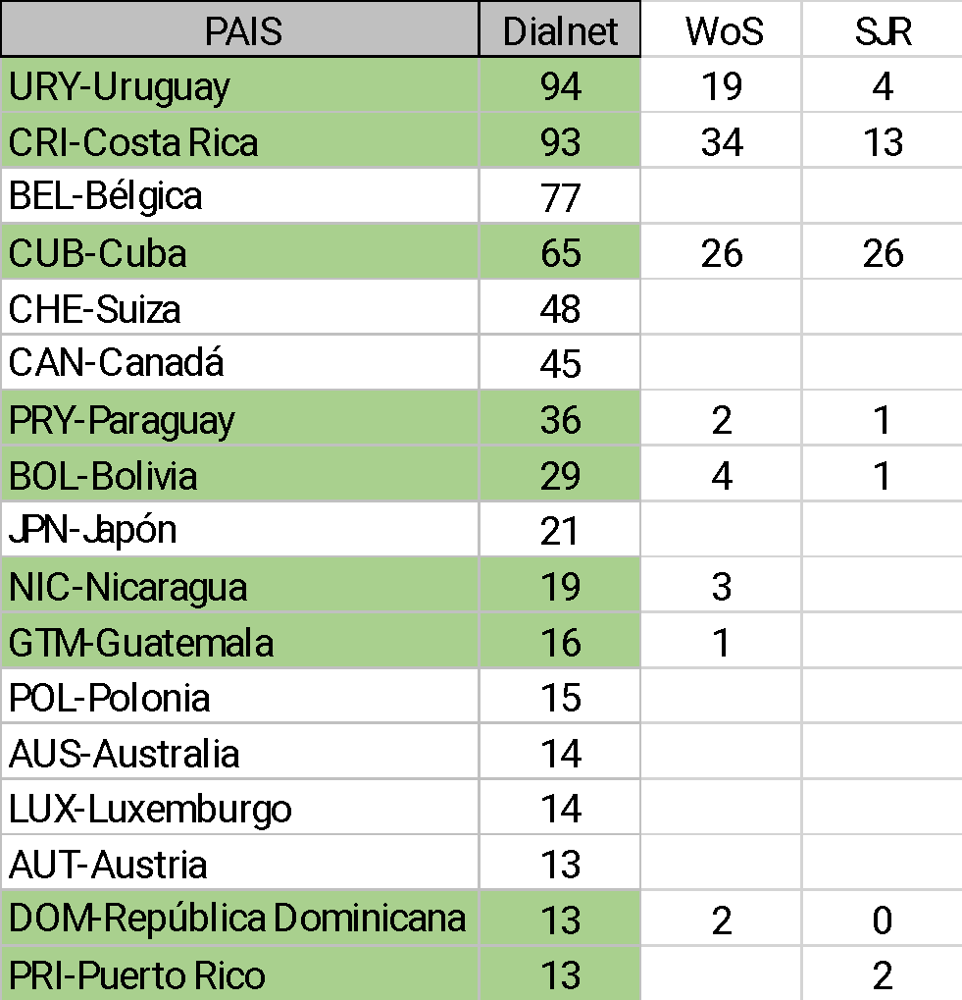 PAIS Dialnet WoS SJR
URY-Uruguay 94 19 4
CRI-Costa Rica 93 34 13
BEL-Bélgica 77
CUB-Cuba 65 26 26
CHE-Suiza 48
CAN-Canadá 45
PRY-Paraguay 36 2 1
BOL-Bolivia 29 4 1
JPN-Japón 21
NIC-Nicaragua 19 3
GTM-Guatemala 16 1
POL-Polonia 15
AUS-Australia 14
LUX-Luxemburgo 14
AUT-Austria 13
DOM-República Dominicana 13 2 0
PRI-Puerto Rico 13 2